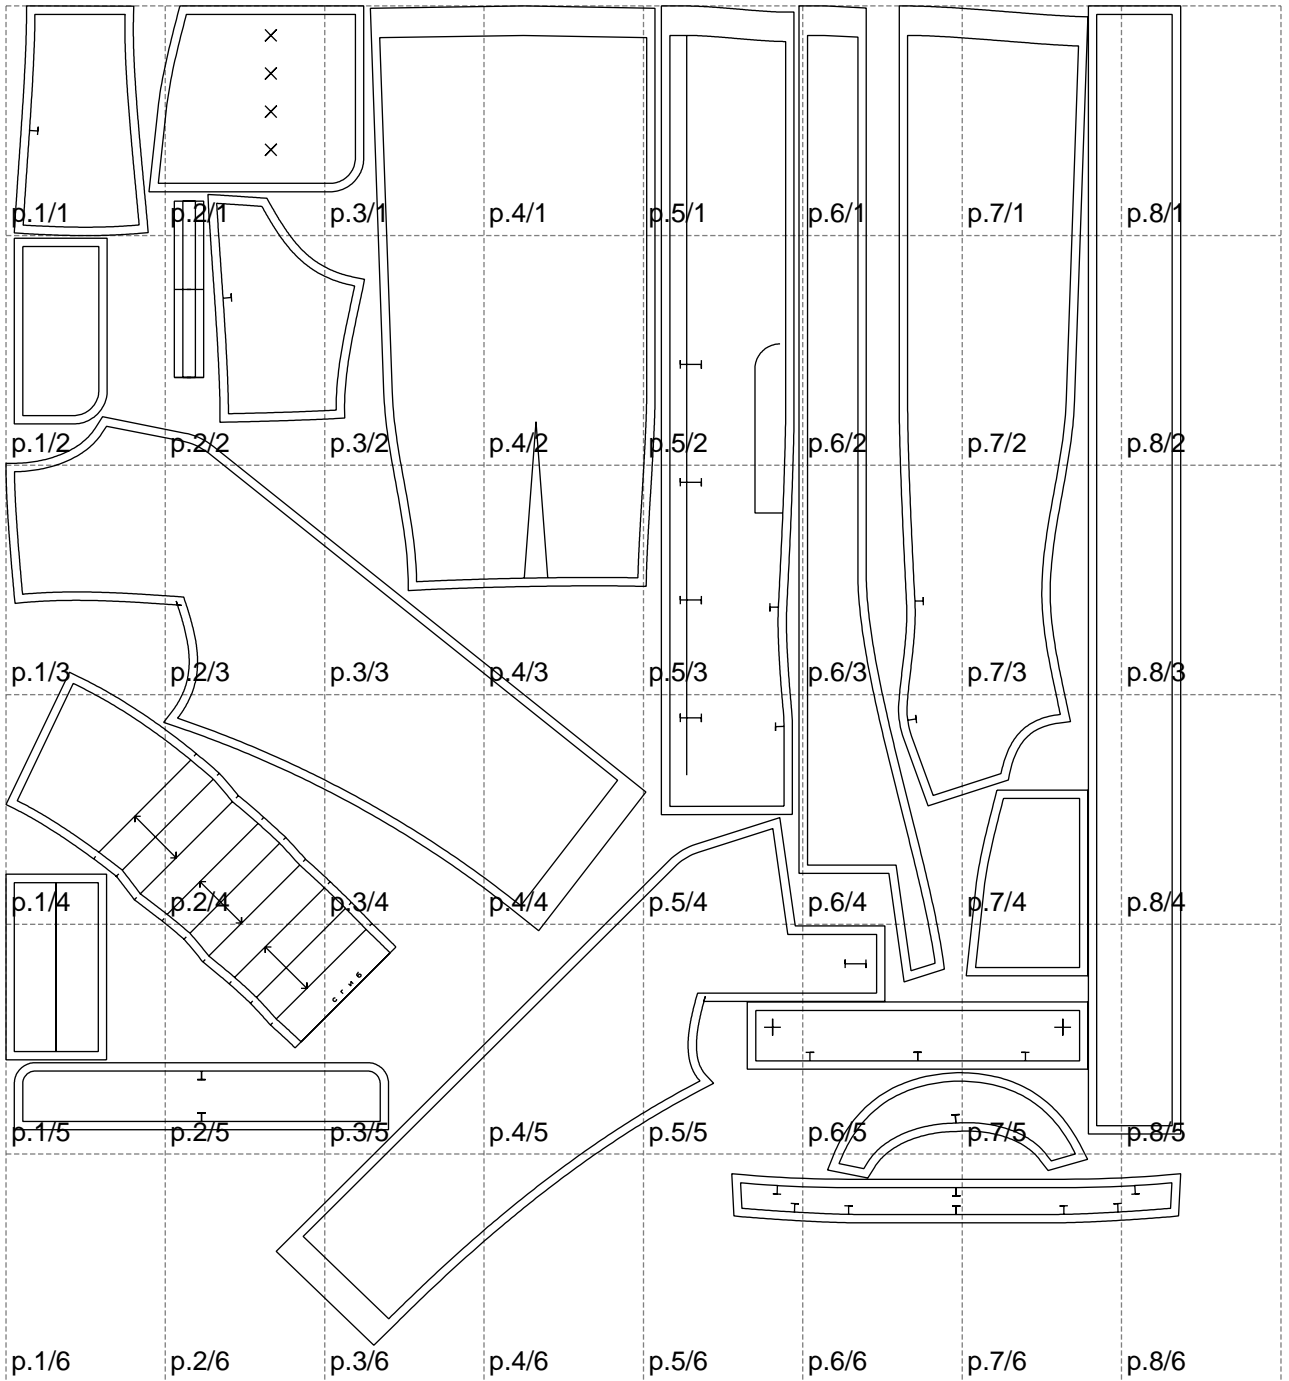 p.1/1 p.2/1 p.3/1 p.4/1 p.5/1 p.6/1 p.7/1 p.8/1
p.1/2 p.2/2 p.3/2 p.4/2 p.5/2 p.6/2 p.7/2 p.8/2
p.1/3 p.2/3 p.3/3 p.4/3 p.5/3 p.6/3 p.7/3 p.8/3
p.1/4 p.2/4 p.3/4 p.4/4 p.5/4 p.6/4 p.7/4 p.8/4
сгиб
p.1/5 p.2/5 p.3/5 p.4/5 p.5/5 p.6/5 p.7/5 p.8/5
p.1/6 p.2/6 p.3/6 p.4/6 p.5/6 p.6/6 p.7/6 p.8/6